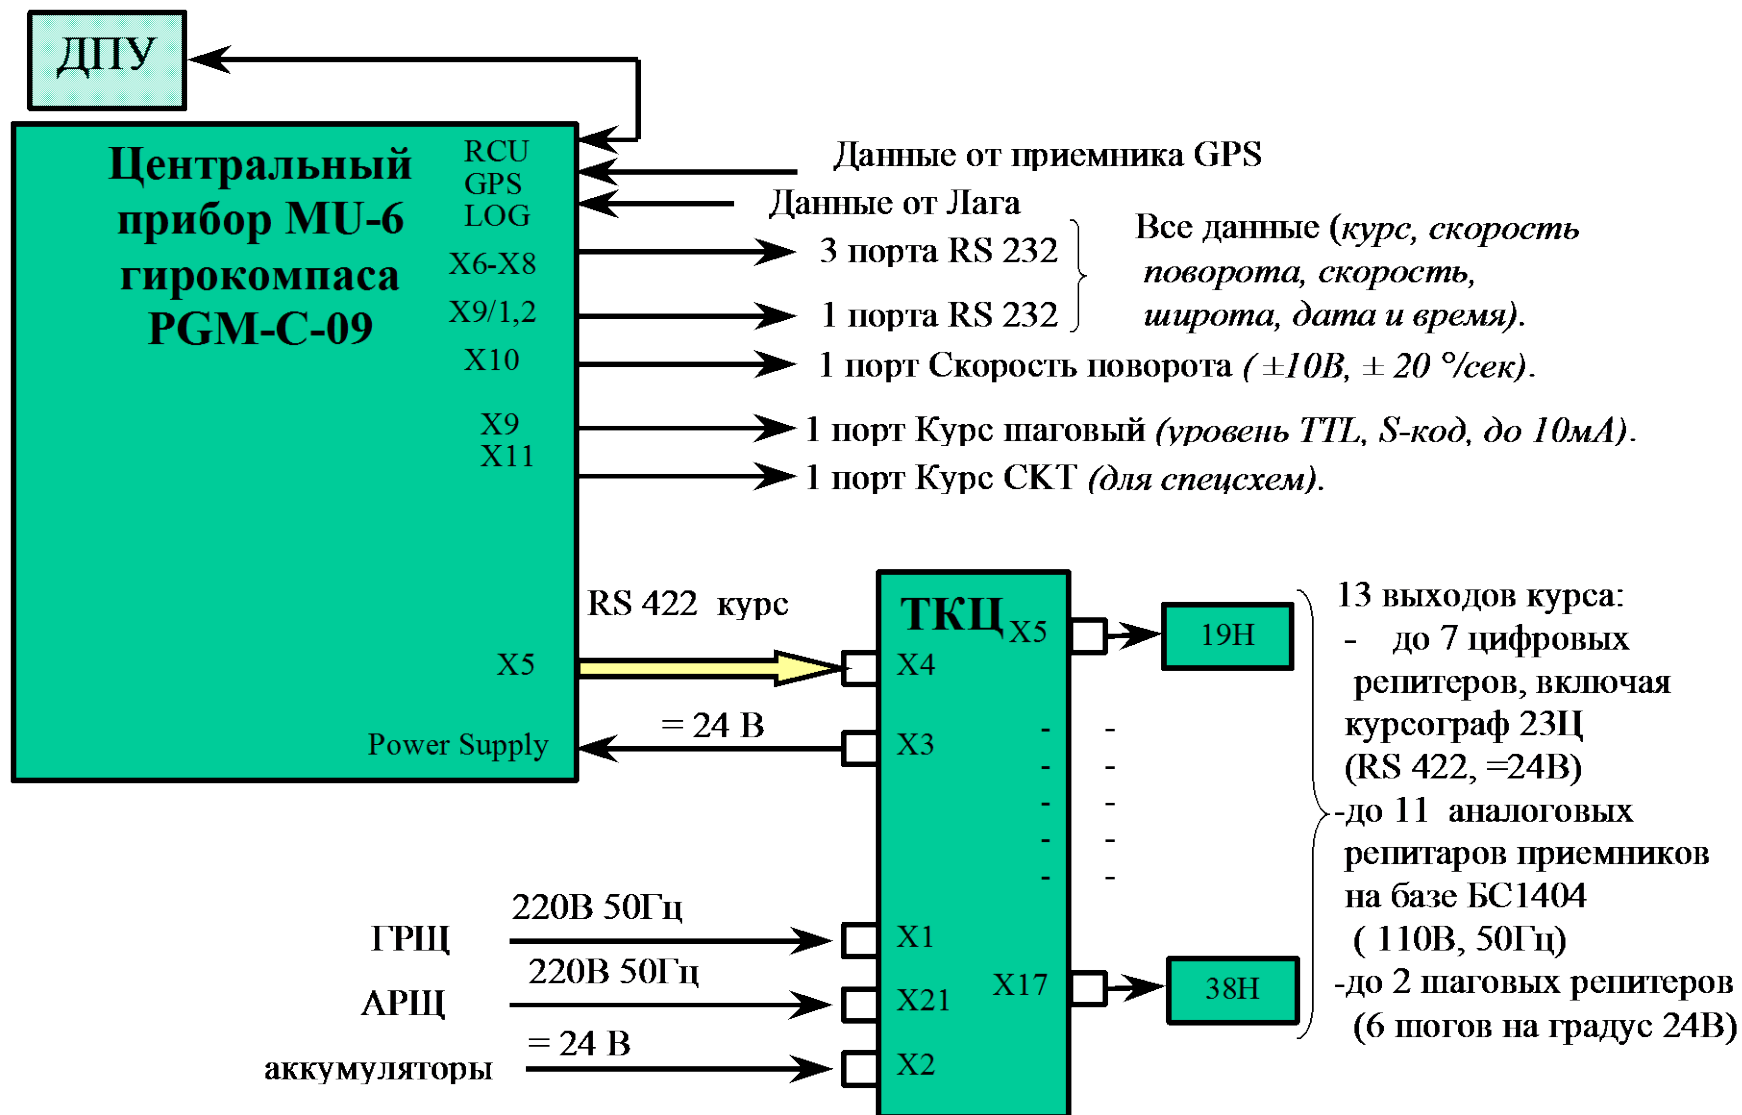 ДПУ
Центральный
прибор MU-6
гирокомпаса
PGM-C-09
RCU
GPS
LOG
X6-X8
X9/1,2
X10
X9
X11
X5
Power Supply
Данные от приемника GPS
Данные от Лага
3 порта RS 232
1 порта RS 232
Все данные (курс, скорость
поворота, скорость,
широта, дата и время).
1 порт Скорость поворота ( ±10В, ± 20 °/сек).
1 порт Курс шаговый (уровень TTL, S-код, до 10мА).
1 порт Курс СКТ (для спецсхем).
RS 422 курс
= 24 В
ТКЦ
X5
X4
X3
X1
X21
X2
X17
- -
- -
- -
- -
- -
19Н
38Н
ГРЩ
220В 50Гц
АРЩ
220В 50Гц
аккумуляторы
= 24 В
13 выходов курса:
- до 7 цифровых
репитеров, включая
курсограф 23Ц
(RS 422, =24В)
-до 11 аналоговых
репитаров приемников
на базе БС1404
( 110В, 50Гц)
-до 2 шаговых репитеров
(6 шогов на градус 24В)